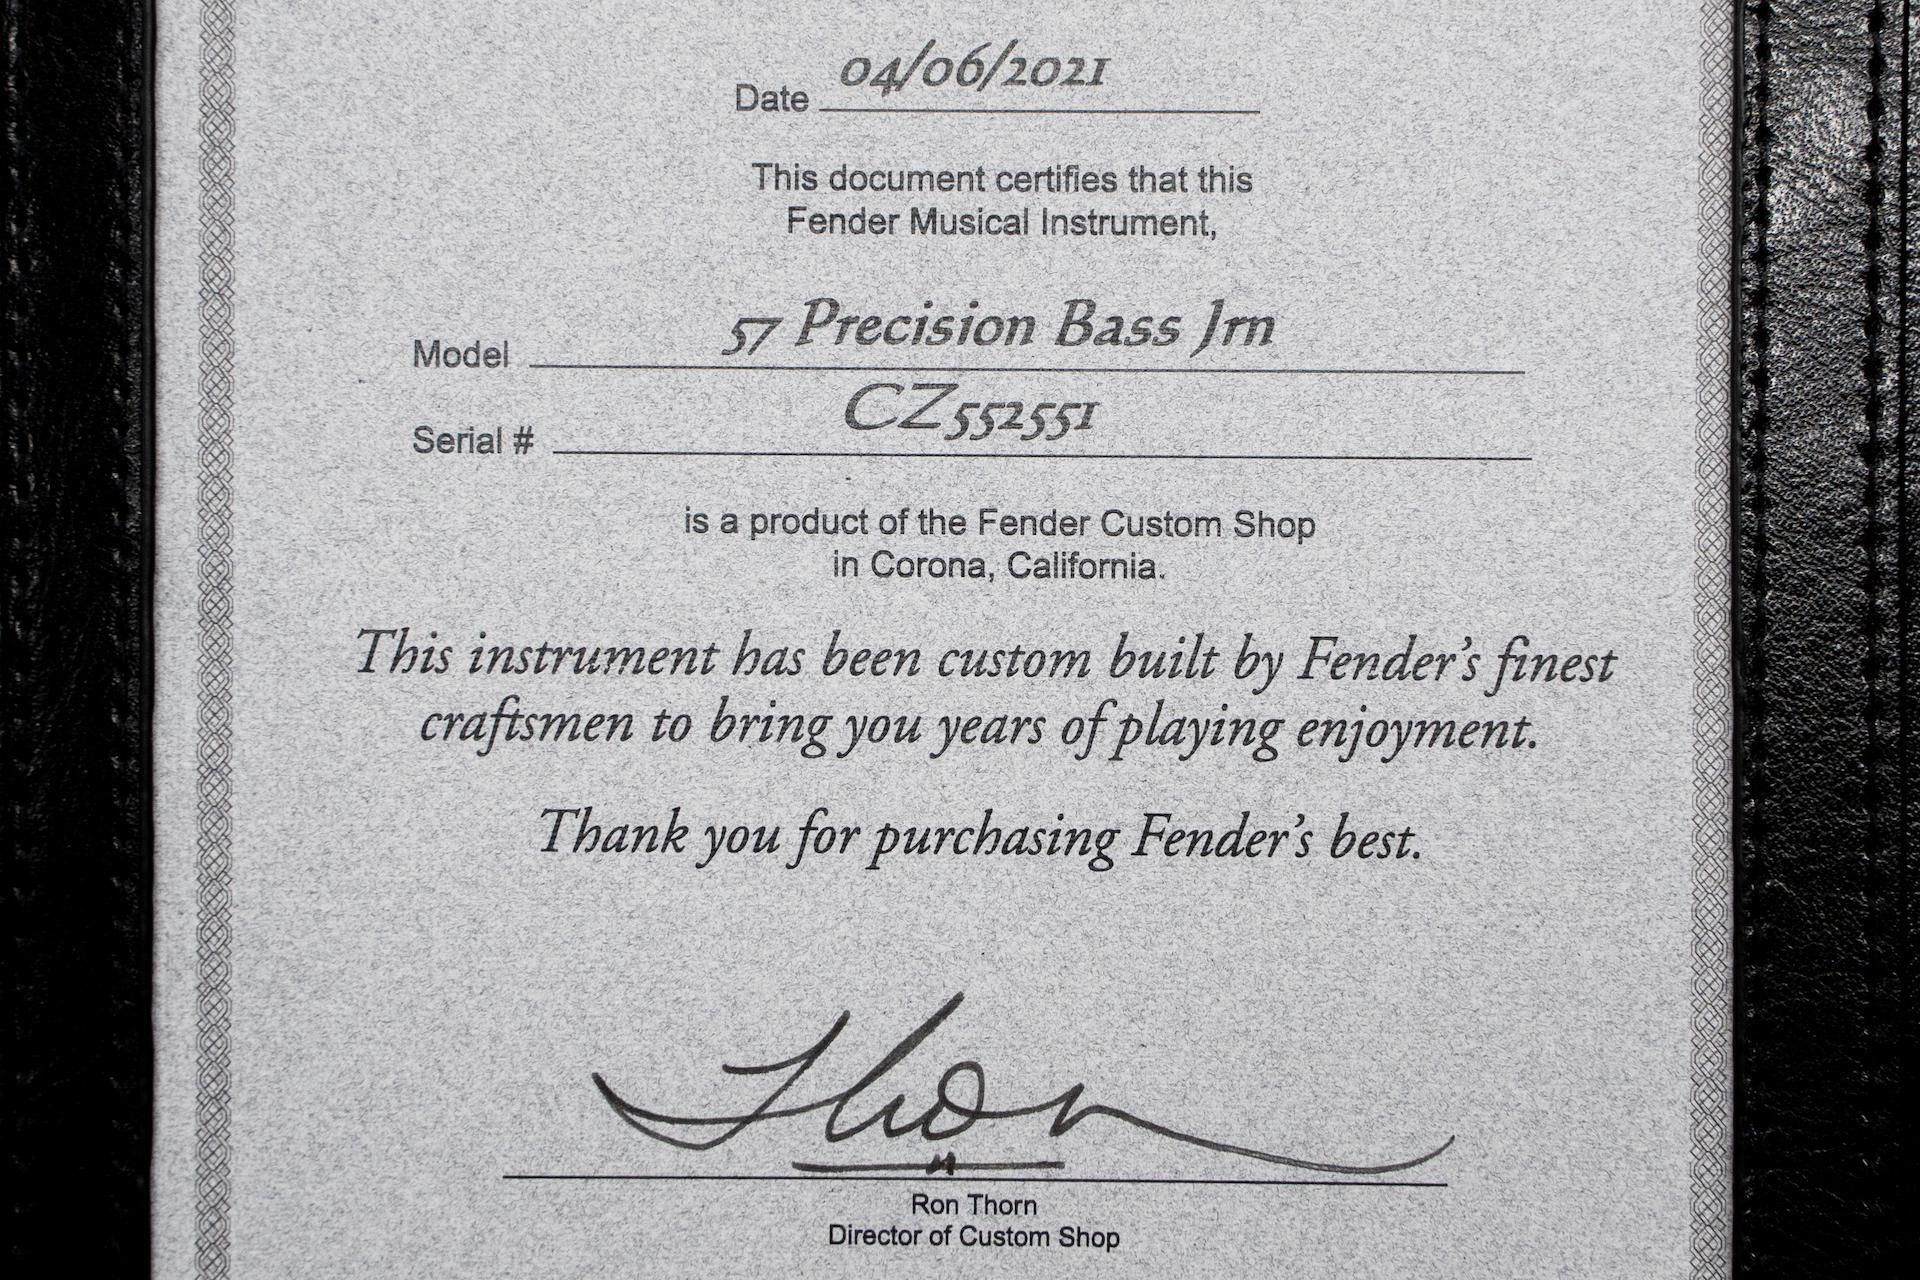 Date 04/06/2021
This document certifies that this
Fender Musical Instrument,
Model 57 Precision Bass Jrn
Serial # CZ552551
is a product of the Fender Custom Shop
in Corona, California.
This instrument has been custom built by Fender's finest
craftsmen to bring you years of playing enjoyment.
Thank you for purchasing Fender's best.
Thorn
Ron Thorn
Director of Custom Shop